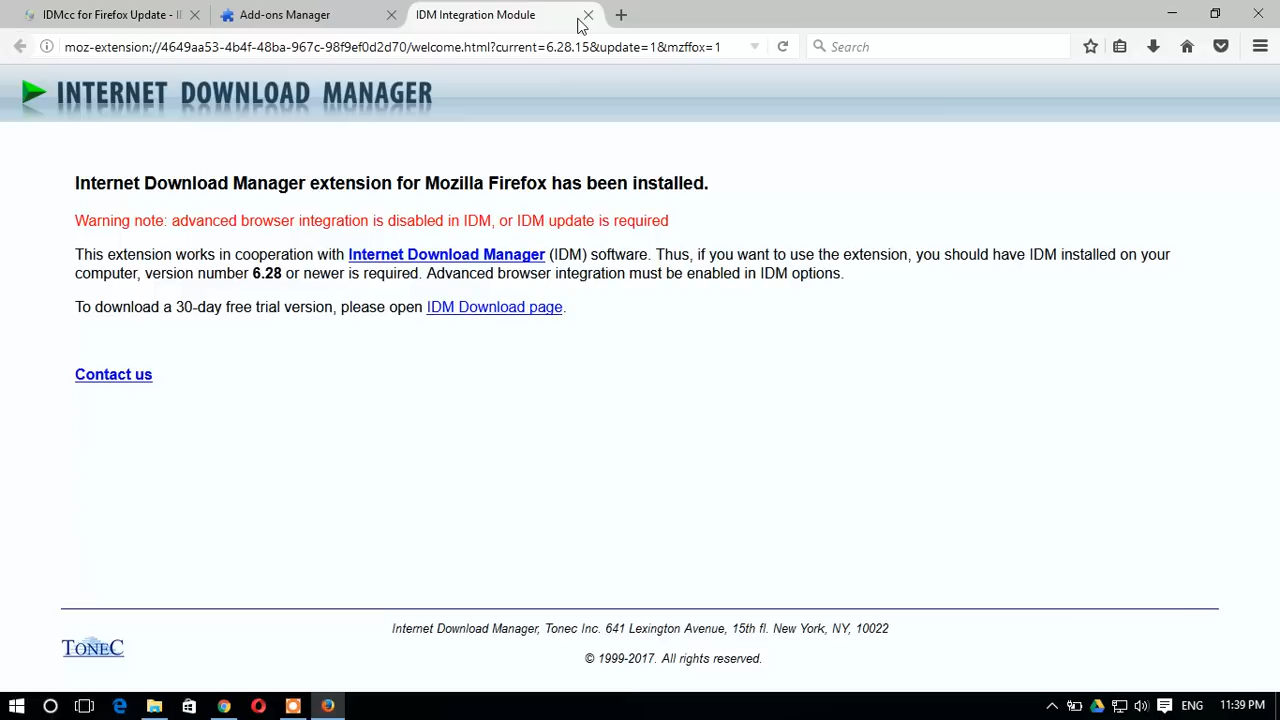 IDMcc for Firefox Update - I
Add-ons Manager
IDM Integration Module
moz-extension://4649aa53-4b4f-48ba-967c-98f9ef0d2d70/welcome.html?current=6.28.15&update=1&mzffox=1
Search
INTERNET DOWNLOAD MANAGER
Internet Download Manager extension for Mozilla Firefox has been installed.
Warning note: advanced browser integration is disabled in IDM, or IDM update is required
This extension works in cooperation with Internet Download Manager (IDM) software. Thus, if you want to use the extension, you should have IDM installed on your
computer, version number 6.28 or newer is required. Advanced browser integration must be enabled in IDM options.
To download a 30-day free trial version, please open IDM Download page.
Contact us
Internet Download Manager, Tonec Inc. 641 Lexington Avenue, 15th fl. New York, NY, 10022
TONEC
© 1999-2017. All rights reserved.
ENG
11:39 PM